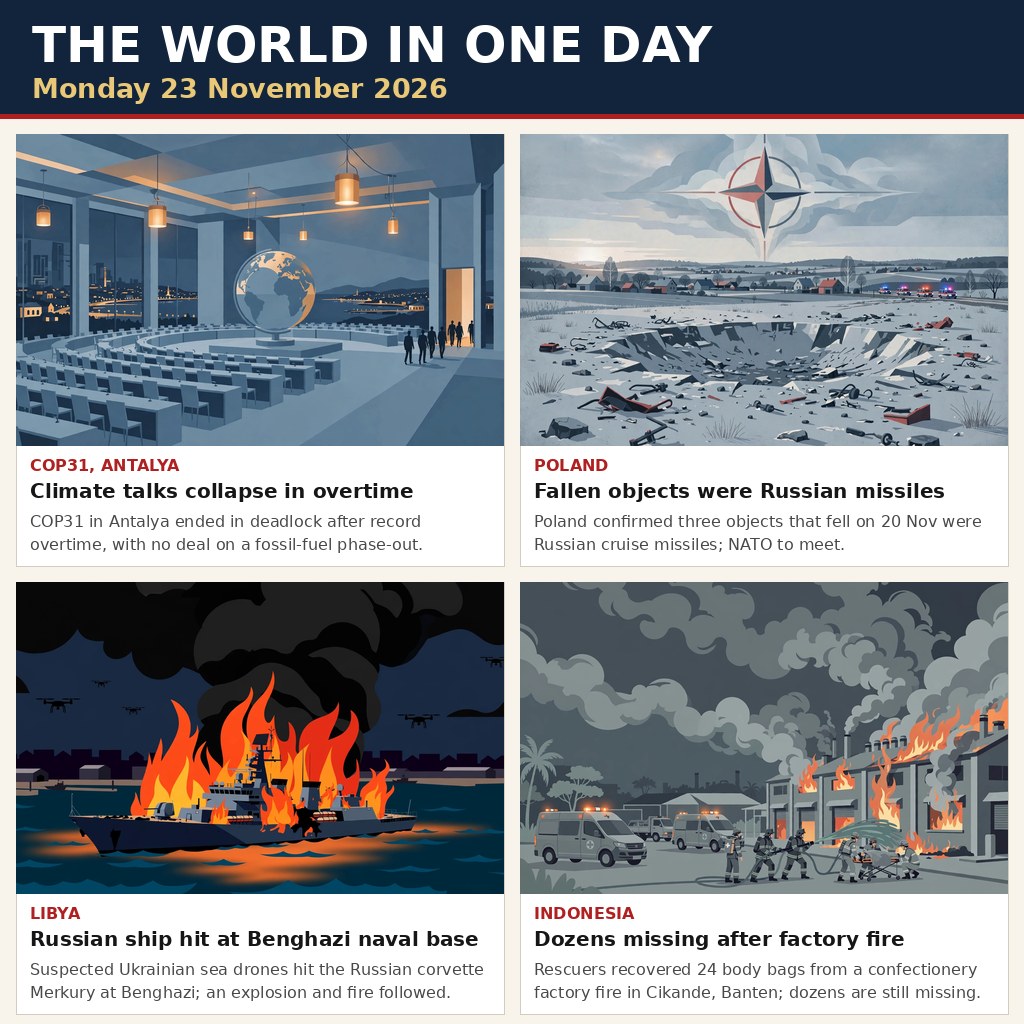 THE WORLD IN ONE DAY
Monday 23 November 2026
COP31, ANTALYA
Climate talks collapse in overtime
COP31 in Antalya ended in deadlock after record
overtime, with no deal on a fossil-fuel phase-out.
POLAND
Fallen objects were Russian missiles
Poland confirmed three objects that fell on 20 Nov were
Russian cruise missiles; NATO to meet.
LIBYA
Russian ship hit at Benghazi naval base
Suspected Ukrainian sea drones hit the Russian corvette
Merkury at Benghazi; an explosion and fire followed.
INDONESIA
Dozens missing after factory fire
Rescuers recovered 24 body bags from a confectionery
factory fire in Cikande, Banten; dozens are still missing.